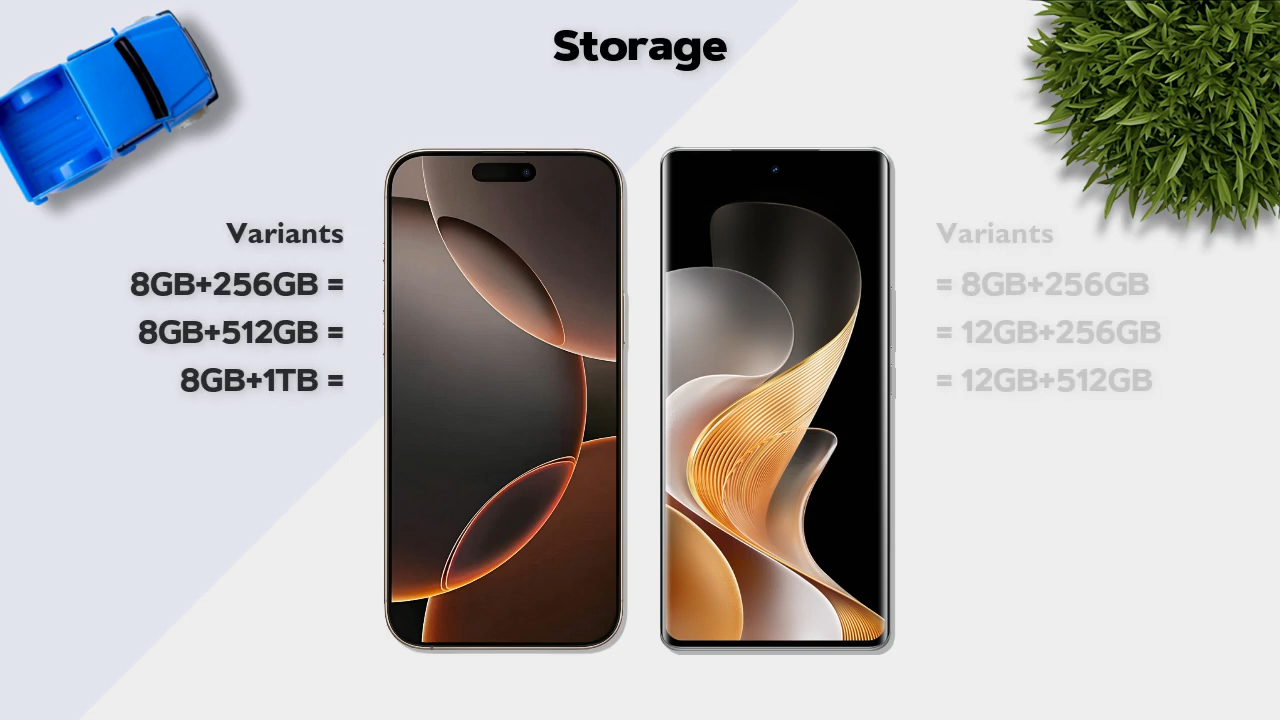 Storage
Variants
8GB+256GB =
8GB+512GB =
8GB+1TB =
Variants
= 8GB+256GB
= 12GB+256GB
= 12GB+512GB